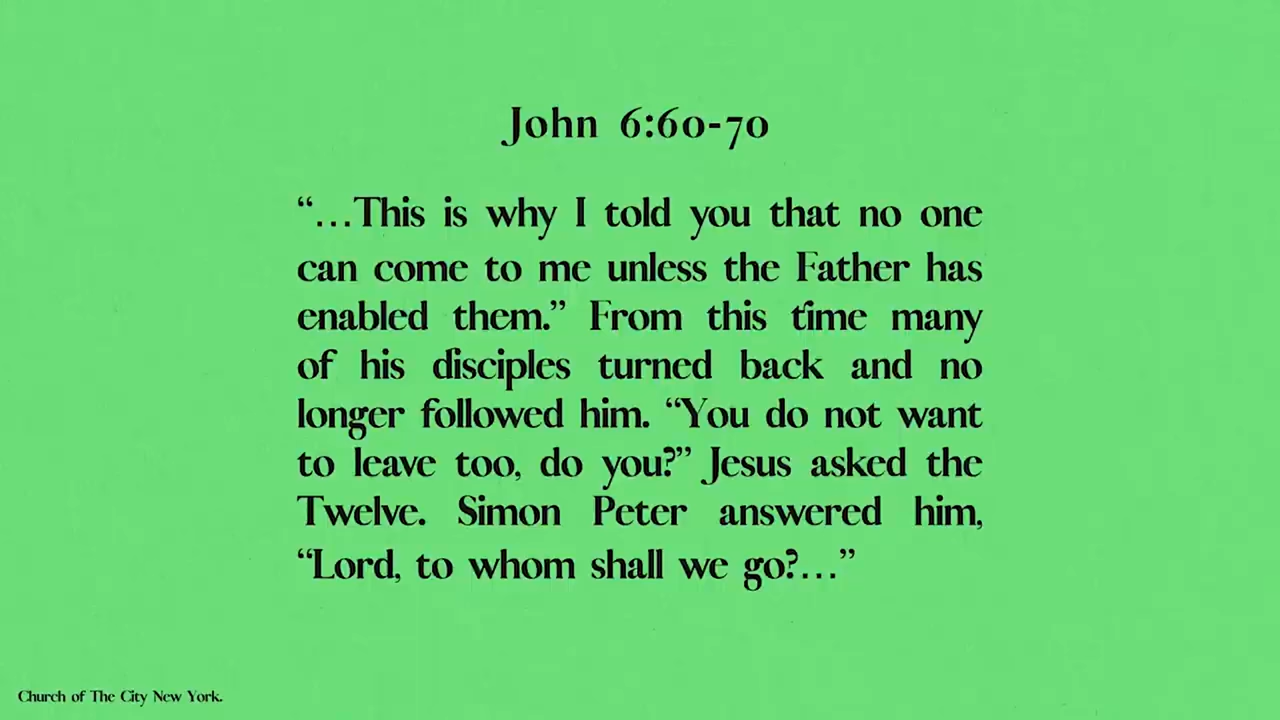 John 6:60-70
“…This is why I told you that no one
can come to me unless the Father has
enabled them.” From this time many
of his disciples turned back and no
longer followed him. “You do not want
to leave too, do you?” Jesus asked the
Twelve. Simon Peter answered him,
“Lord, to whom shall we go?…”
Church of The City New York.